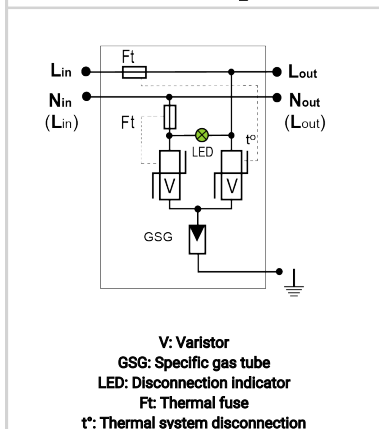 Ft
Lin Lout
Nin Nout
(Lin) Ft (Lout)
t°
LED
V V
GSG
V: Varistor
GSG: Specific gas tube
LED: Disconnection indicator
Ft: Thermal fuse
t°: Thermal system disconnection